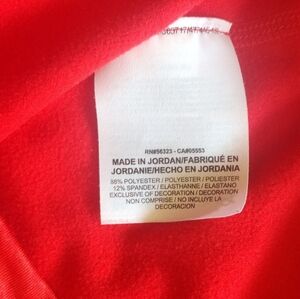 RN#56323 - CA#05553
MADE IN JORDAN/FABRIQUÉ EN
JORDANIE/HECHO EN JORDANIA
88% POLYESTER / POLYESTER / POLIESTER
12% SPANDEX / ELASTHANNE / ELASTANO
EXCLUSIVE OF DECORATION / DECORATION
NON COMPRISE / NO INCLUYE LA
DECORACION